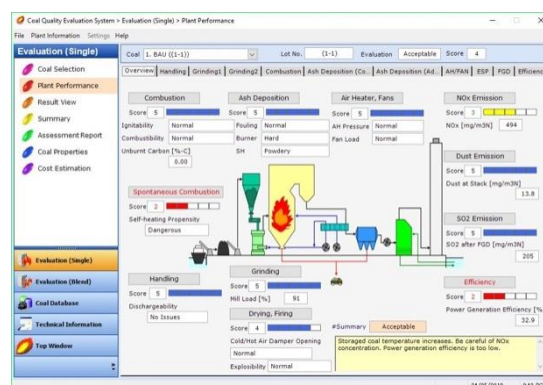 Coal Quality Evaluation System > Evaluation (Single) > Plant Performance
File Plant Information Settings Help
Evaluation (Single)
Coal Selection
Plant Performance
Result View
Summary
Assessment Report
Coal Properties
Cost Estimation
Evaluation (Single)
Evaluation (Blend)
Coal Database
Technical Information
Top Window
Coal 1. BAU ((1-1)) Lot No. (1-1) Evaluation Acceptable Score 4
Overview Handling Grinding1 Grinding2 Combustion Ash Deposition (Co... Ash Deposition (Ad... AH/FAN ESP FGD Efficienc
Combustion
Score 5
Ignitability Normal
Combustibility Normal
Unburnt Carbon [%-C]
0.00
Ash Deposition
Score 5
Fouling Normal
Burner Hard
SH Powdery
Air Heater, Fans
Score 5
AH Pressure Normal
Fan Load Normal
NOx Emission
Score 3
NOx [mg/m3N] 494
Dust Emission
Score 5
Dust at Stack [mg/m3N]
13.8
SO2 Emission
Score 5
SO2 after FGD [mg/m3N]
205
Spontaneous Combustion
Score 2
Self-heating Propensity
Dangerous
Handling
Score 5
Dischargeability
No Issues
Grinding
Score 5
Mill Load [%] 91
Drying, Firing
Score 4
Cold/Hot Air Damper Opening
Normal
Explosibility Normal
Efficiency
Score 2
Power Generation Efficiency [%
32.9
#Summary Acceptable
Storaged coal temperature increases. Be careful of NOx
concentration. Power generation efficiency is too low.